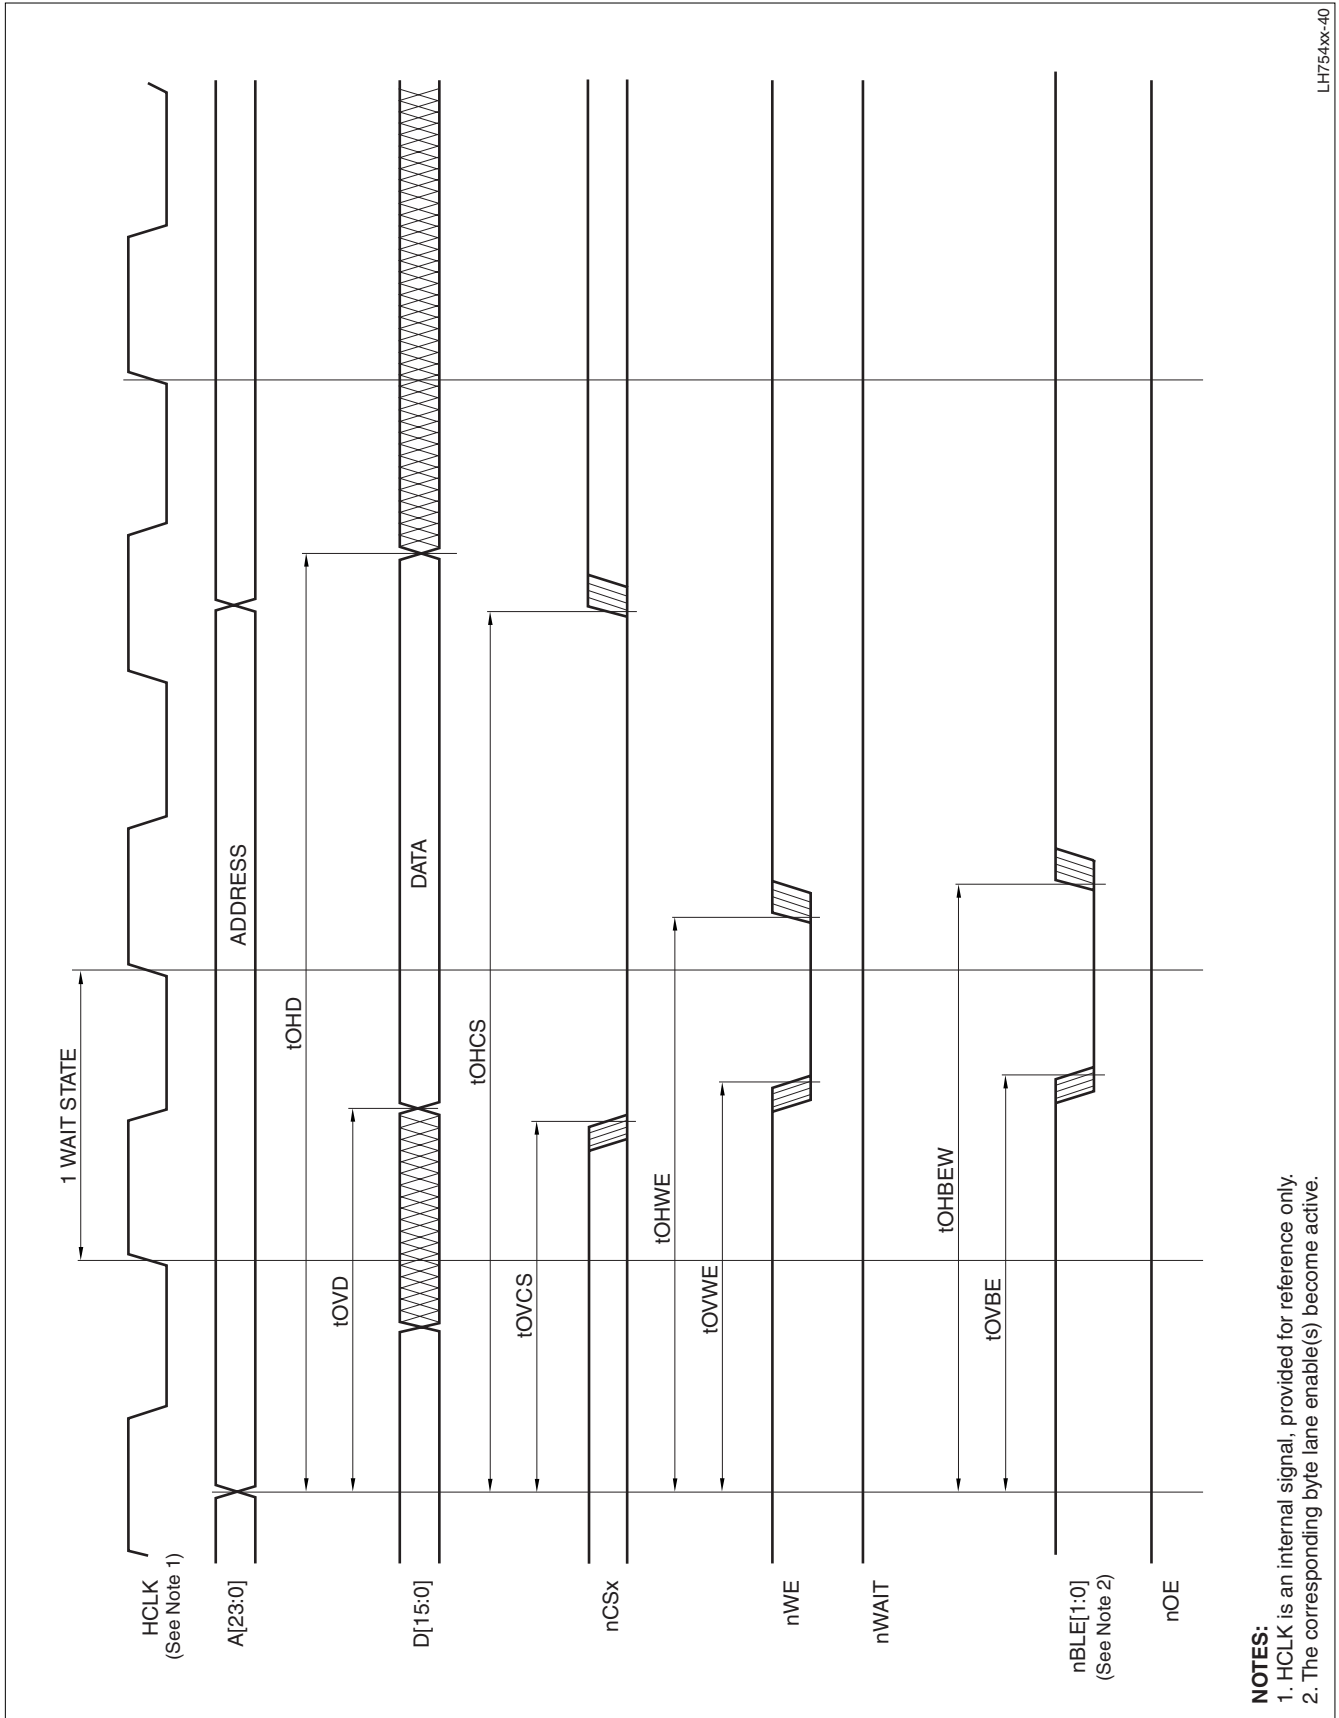 1 WAIT STATE
HCLK
(See Note 1)
A[23:0]
ADDRESS
tOHD
tOVD
D[15:0]
DATA
tOHCS
tOVCS
nCSx
tOHWE
tOVWE
nWE
nWAIT
tOHBEW
tOVBE
nBLE[1:0]
(See Note 2)
nOE
NOTES:
1. HCLK is an internal signal, provided for reference only.
2. The corresponding byte lane enable(s) become active.
LH754xx-40